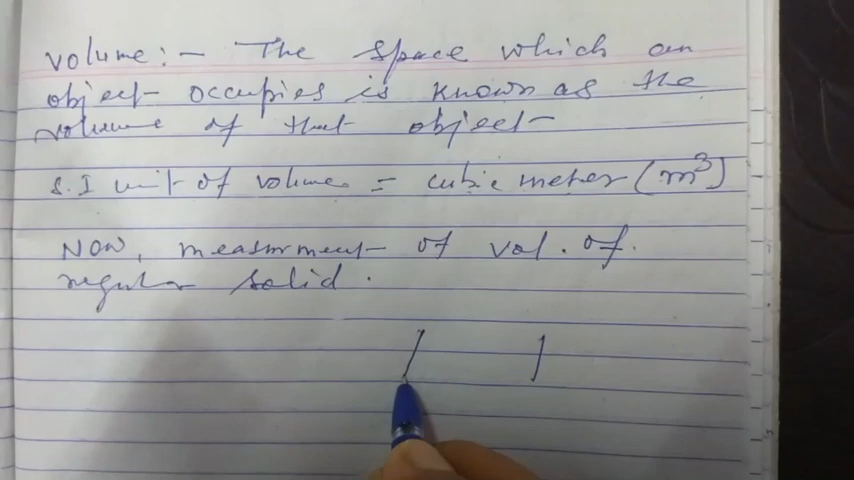 volume:- The space which an
object occupies is known as the
volume of that object-
S.I unit of volume = cubic meter (m³)
NOW, measurment of vol. of.
regular solid.